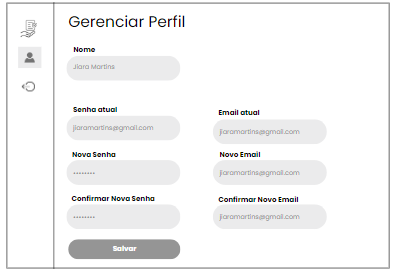 Gerenciar Perfil
Nome
Jiara Martins
Senha atual
jiaramartins@gmail.com
Email atual
jiaramartins@gmail.com
Nova Senha
••••••••
Novo Email
jiaramartins@gmail.com
Confirmar Nova Senha
••••••••
Confirmar Novo Email
jiaramartins@gmail.com
Salvar